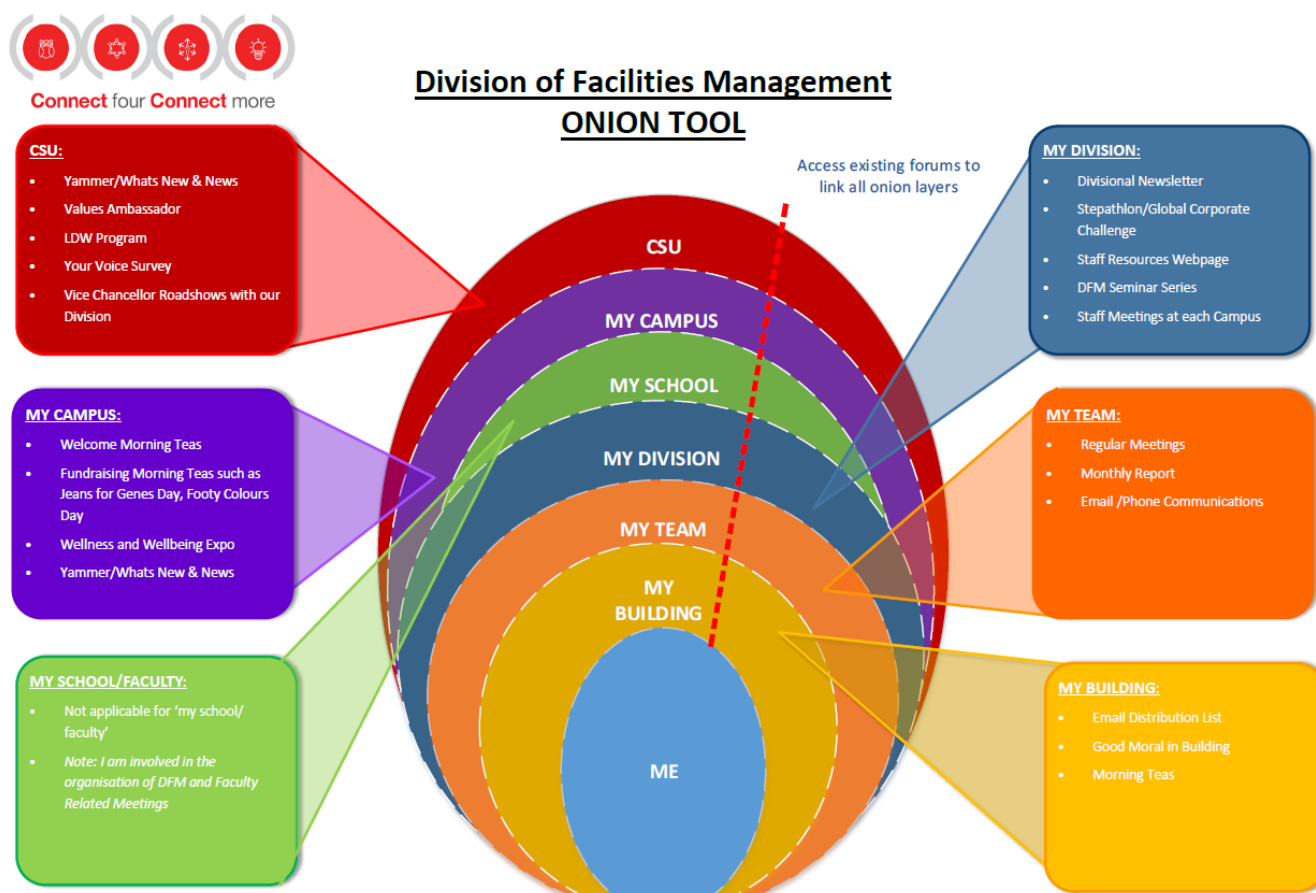 Connect four Connect more
Division of Facilities Management
ONION TOOL
CSU:
Yammer/Whats New & News
Values Ambassador
LDW Program
Your Voice Survey
Vice Chancellor Roadshows with our
Division
Access existing forums to
link all onion layers
MY DIVISION:
Divisional Newsletter
Stepathlon/Global Corporate
Challenge
Staff Resources Webpage
DFM Seminar Series
Staff Meetings at each Campus
CSU
MY CAMPUS
MY SCHOOL
MY DIVISION
MY TEAM
MY
BUILDING
ME
MY CAMPUS:
Welcome Morning Teas
Fundraising Morning Teas such as
Jeans for Genes Day, Footy Colours
Day
Wellness and Wellbeing Expo
Yammer/Whats New & News
MY TEAM:
Regular Meetings
Monthly Report
Email /Phone Communications
MY SCHOOL/FACULTY:
Not applicable for ‘my school/
faculty’
Note: I am involved in the
organisation of DFM and Faculty
Related Meetings
MY BUILDING:
Email Distribution List
Good Moral in Building
Morning Teas